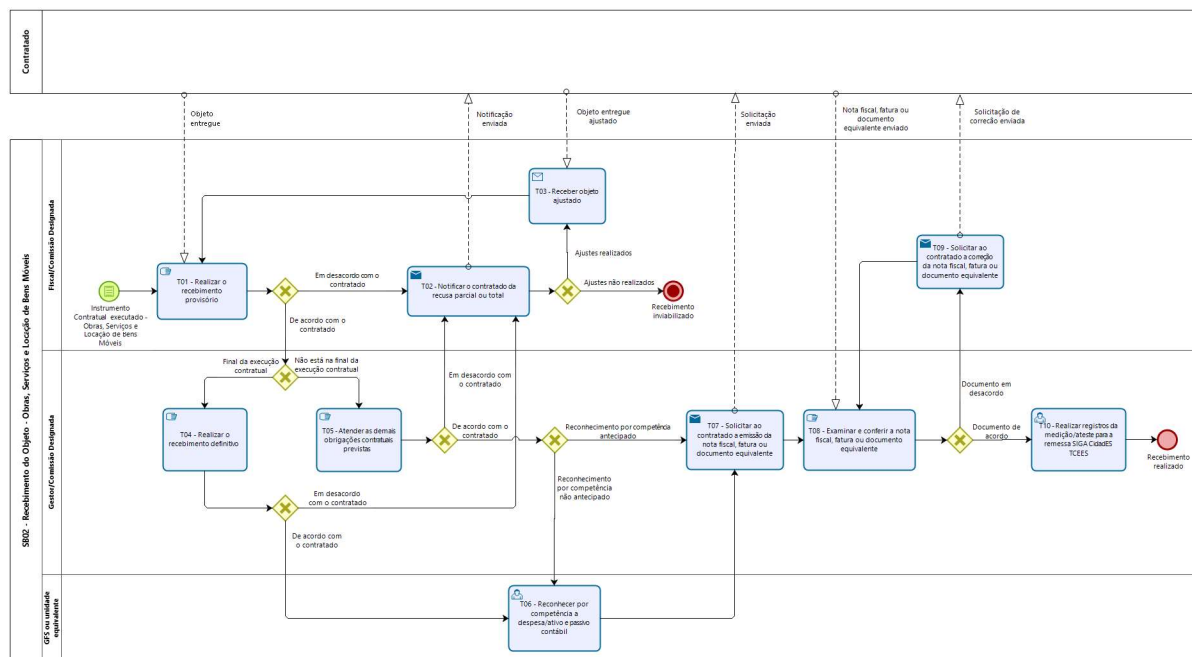 Contratado
Objeto
entregue
Notificação
enviada
Objeto entregue
ajustado
Solicitação
enviada
Nota fiscal, fatura ou
documento
equivalente enviado
Solicitação de
correcão enviada
SB02 - Recebimento do Objeto - Obras, Serviços e Locação de Bens Móveis
Fiscal/Comissão Designada
T03 - Receber objeto
ajustado
T09 - Solicitar ao
contratado a correção
da nota fiscal, fatura ou
documento equivalente
Ajustes realizados
Instrumento
Contratual executado -
Obras, Serviços e
Locação de Bens
Móveis
T01 - Realizar o
recebimento
provisório
Em desacordo com o
contratado
T02 - Notificar o contratado da
recusa parcial ou total
Ajustes não realizados
Recebimento
inviabilizado
De acordo com o
contratado
Gestor/Comissão Designada
Final da execução
contratual
Não está na final da
execução contratual
Em desacordo com
o contratado
Documento em
desacordo
T04 - Realizar o
recebimento definitivo
T05 - Atender as demais
obrigações contratuais
previstas
De acordo com o
contratado
Reconhecimento por competência
antecipado
T07 - Solicitar ao
contratado a emissão da
nota fiscal, fatura ou
documento equivalente
T08 - Examinar e conferir a nota
fiscal, fatura ou documento
equivalente
Documento
de acordo
T10 - Realizar registros da
medição/ateste para a
remessa SIGA CidadES
TCEES
Recebimento
realizado
Em desacordo
com o contratado
Reconhecimento
por competência
não antecipado
De acordo com
o contratado
GFS ou unidade
equivalente
T06 - Reconhecer por
competência a
despesa/ativo e passivo
contábil